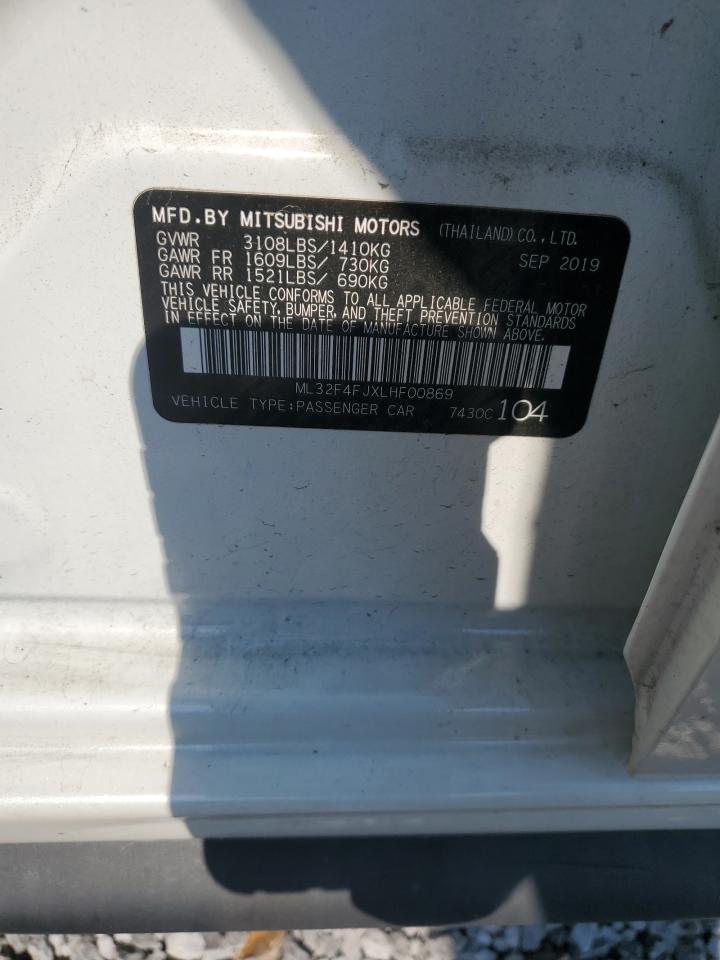 MFD.BY MITSUBISHI MOTORS (THAILAND) CO., LTD.
GVWR 3108LBS/1410KG SEP 2019
GAWR FR 1609LBS/ 730KG
GAWR RR 1521LBS/ 690KG
THIS VEHICLE CONFORMS TO ALL APPLICABLE FEDERAL MOTOR
VEHICLE SAFETY, BUMPER, AND THEFT PREVENTION STANDARDS
IN EFFECT ON THE DATE OF MANUFACTURE SHOWN ABOVE.
ML32F4FJXLHF00869
VEHICLE TYPE:PASSENGER CAR 7430C 104